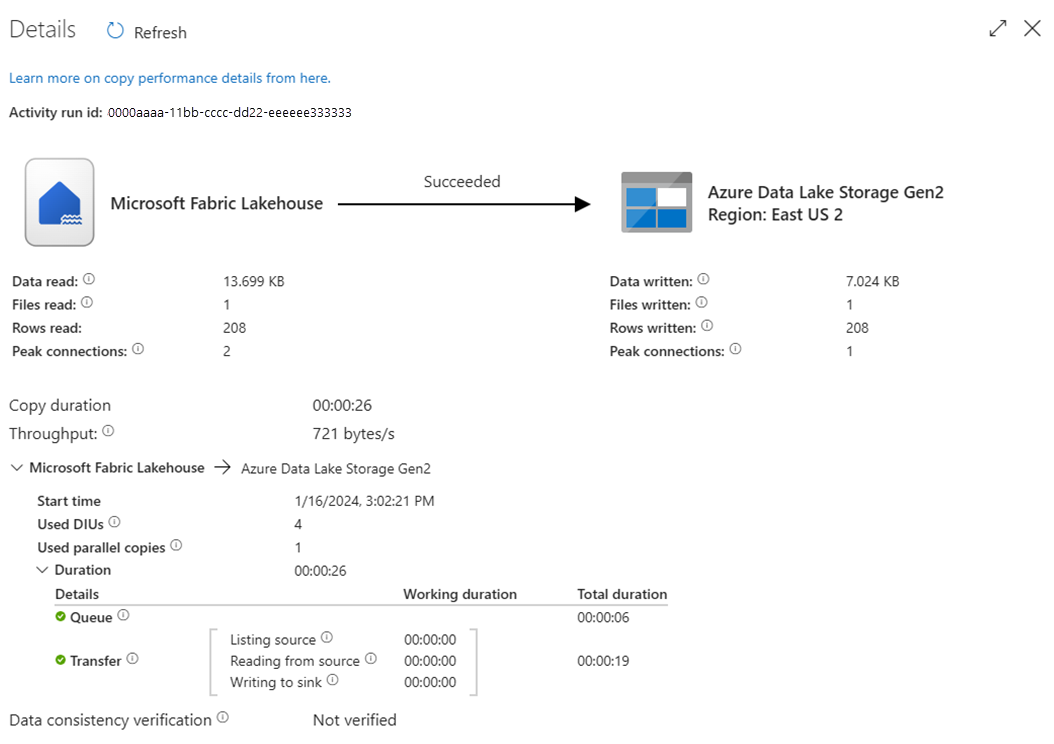 Details Refresh
Learn more on copy performance details from here.
Activity run id: 0000aaaa-11bb-cccc-dd22-eeeeee333333
Succeeded
Microsoft Fabric Lakehouse
Azure Data Lake Storage Gen2
Region: East US 2
Data read: 13.699 KB Data written: 7.024 KB
Files read: 1 Files written: 1
Rows read: 208 Rows written: 208
Peak connections: 2 Peak connections: 1
Copy duration 00:00:26
Throughput: 721 bytes/s
Microsoft Fabric Lakehouse → Azure Data Lake Storage Gen2
Start time 1/16/2024, 3:02:21 PM
Used DIUs 4
Used parallel copies 1
Duration 00:00:26
Details Working duration Total duration
Queue 00:00:06
Listing source 00:00:00
Transfer Reading from source 00:00:00 00:00:19
Writing to sink 00:00:00
Data consistency verification Not verified